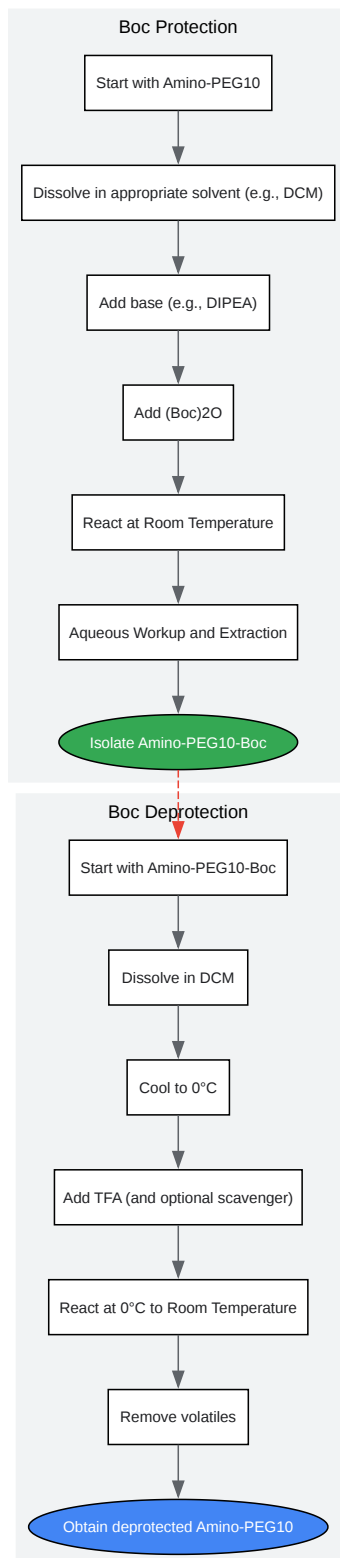 Boc Protection
Start with Amino-PEG10
Dissolve in appropriate solvent (e.g., DCM)
Add base (e.g., DIPEA)
Add (Boc)2O
React at Room Temperature
Aqueous Workup and Extraction
Isolate Amino-PEG10-Boc
Boc Deprotection
Start with Amino-PEG10-Boc
Dissolve in DCM
Cool to 0°C
Add TFA (and optional scavenger)
React at 0°C to Room Temperature
Remove volatiles
Obtain deprotected Amino-PEG10